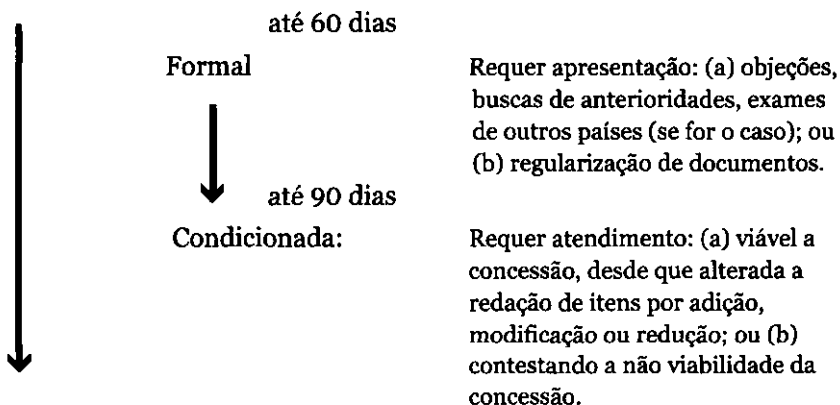 até 60 dias
Formal
Requer apresentação: (a) objeções,
buscas de anterioridades, exames
de outros países (se for o caso); ou
(b) regularização de documentos.
até 90 dias
Condicionada:
Requer atendimento: (a) viável a
concessão, desde que alterada a
redação de itens por adição,
modificação ou redução; ou (b)
contestando a não viabilidade da
concessão.